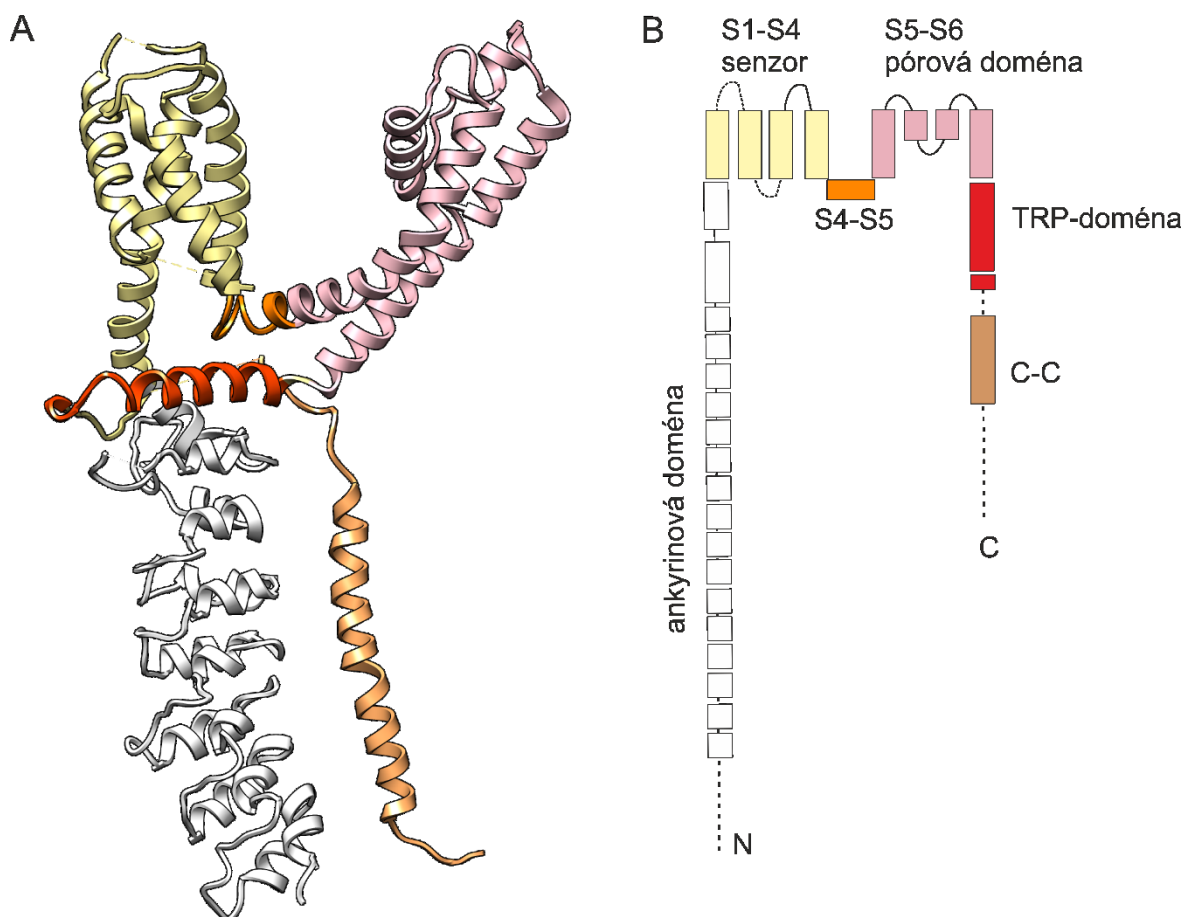 A
B
S1-S4
senzor
S5-S6
pórová doména
S4-S5
TRP-doména
C-C
ankyrinová doména
C
N